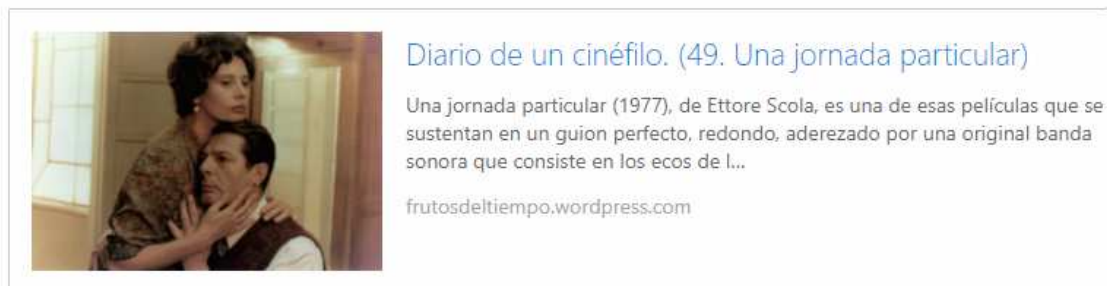 Diario de un cinéfilo. (49. Una jornada particular)
Una jornada particular (1977), de Ettore Scola, es una de esas películas que se
sustentan en un guion perfecto, redondo, aderezado por una original banda
sonora que consiste en los ecos de l...
frutosdeltiempo.wordpress.com